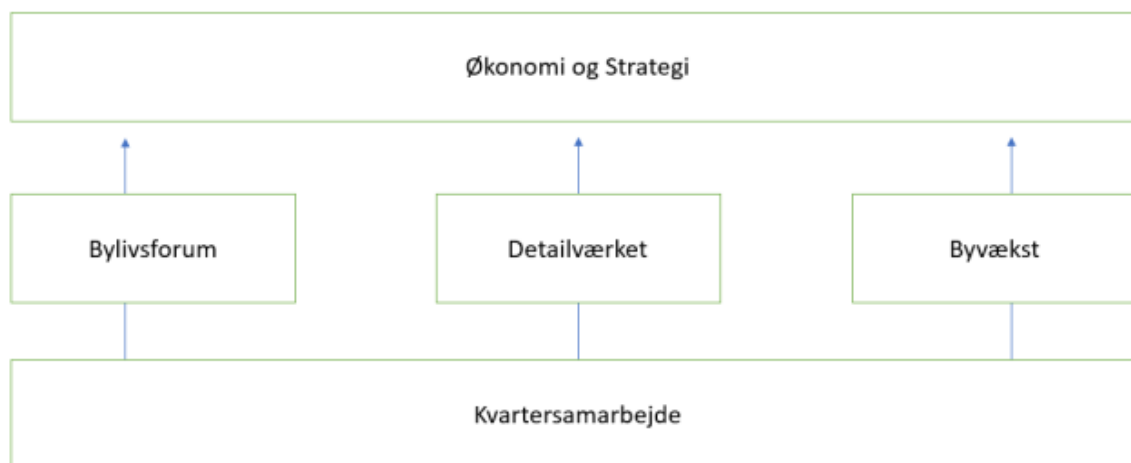 Økonomi og Strategi
Bylivsforum
Detailværket
Byvækst
Kvartersamarbejde